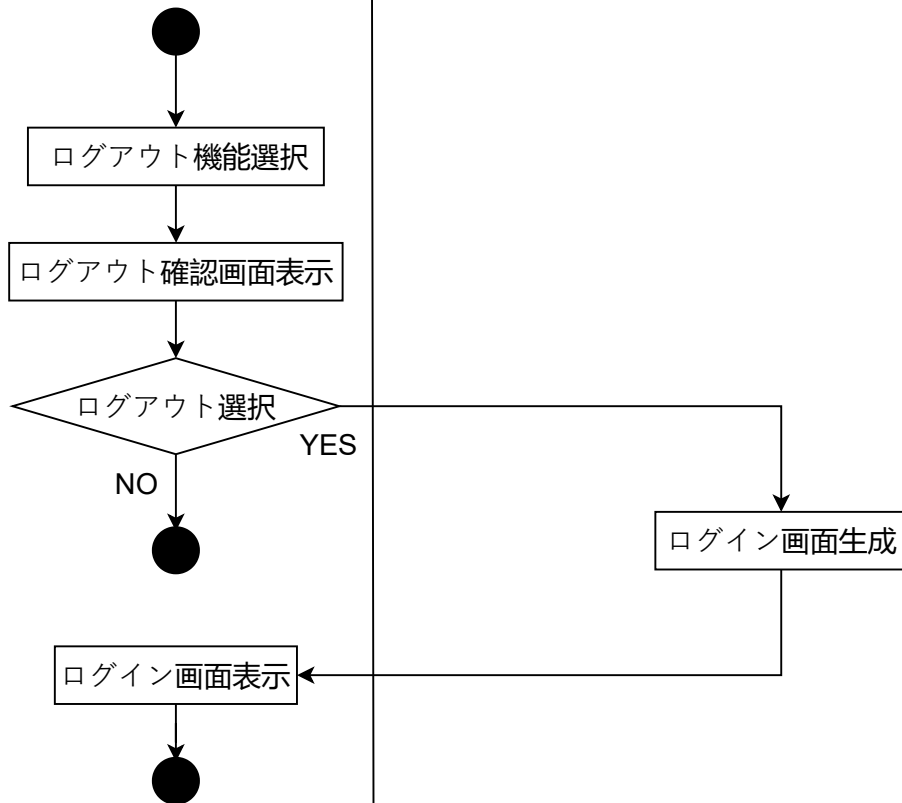 ログアウト機能選択
ログアウト確認画面表示
ログアウト選択
YES
NO
ログイン画面生成
ログイン画面表示